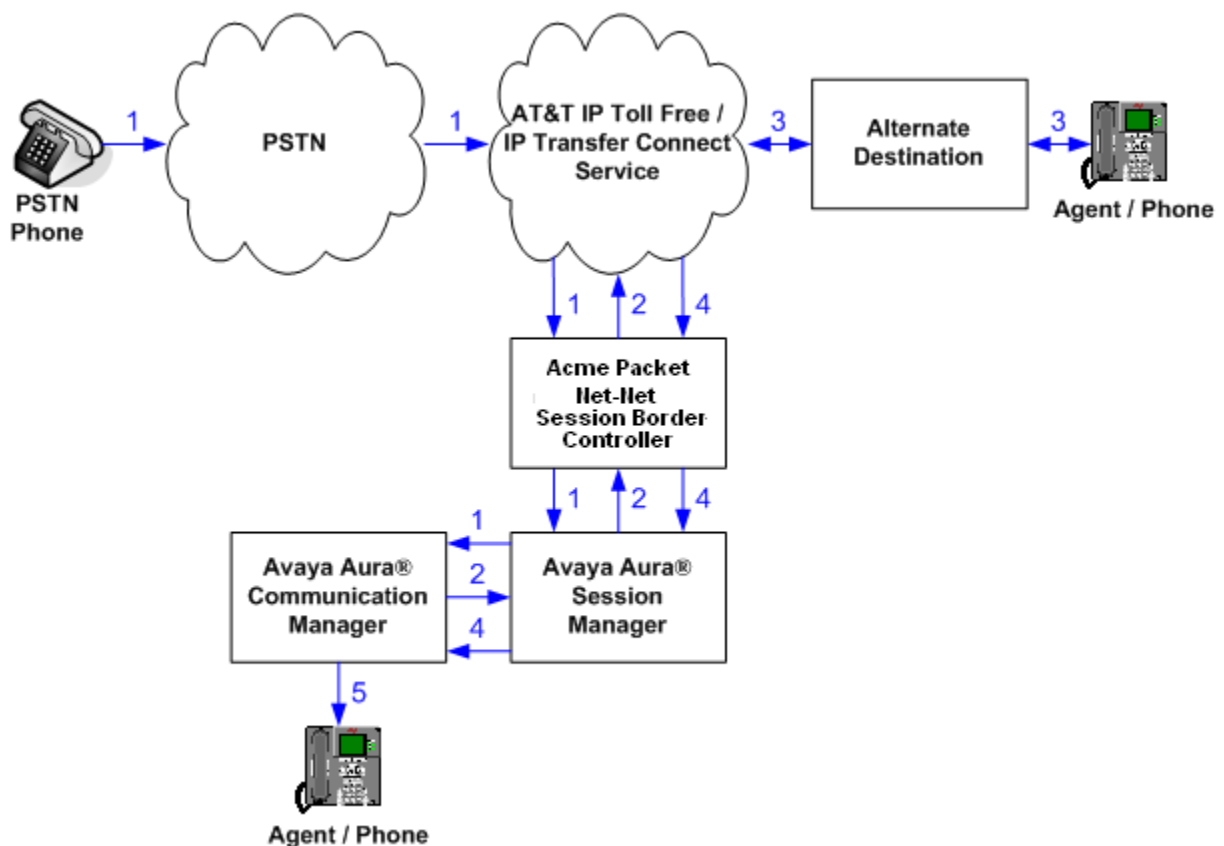 1
PSTN
Phone
PSTN
1
AT&T IP Toll Free /
IP Transfer Connect
Service
3
Alternate
Destination
3
Agent / Phone
1
2
4
Acme Packet
Net-Net
Session Border
Controller
1
2
4
Avaya Aura®
Communication
Manager
1
2
4
Avaya Aura®
Session
Manager
5
Agent / Phone